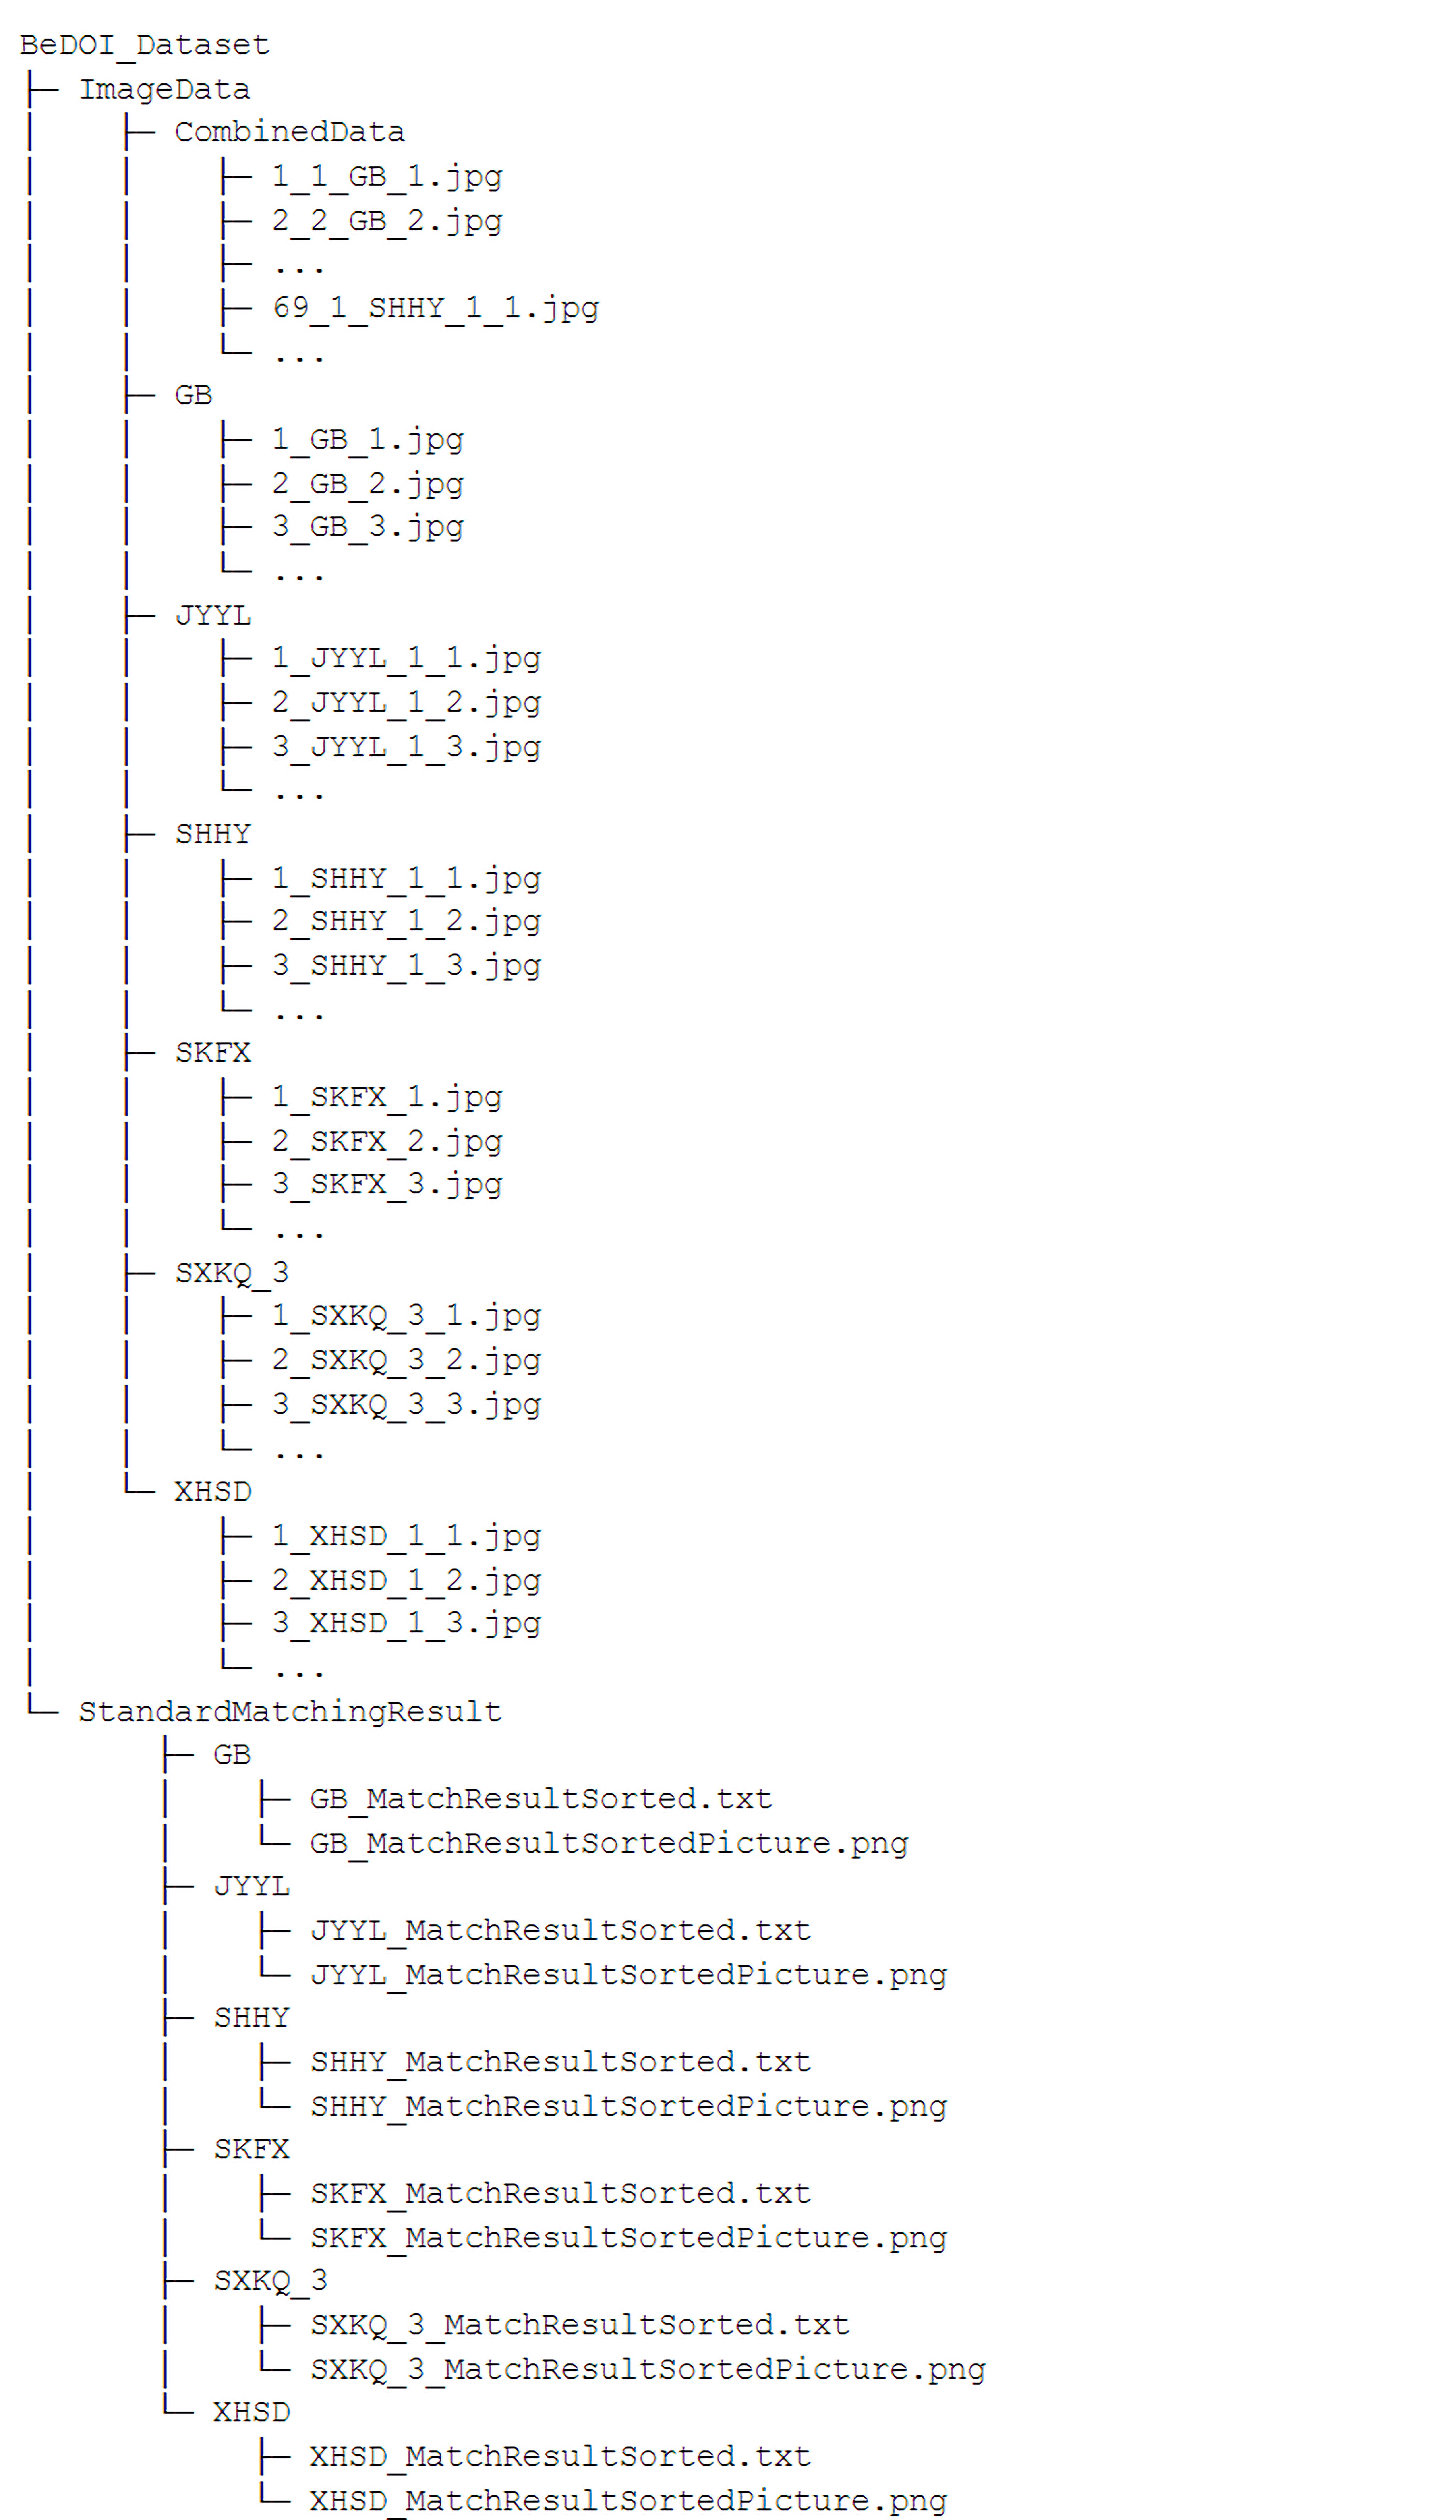 BeDOI_Dataset
├─ ImageData
│    ├─ CombinedData
│    │    ├─ 1_1_GB_1.jpg
│    │    ├─ 2_2_GB_2.jpg
│    │    ├─ ...
│    │    ├─ 69_1_SHHY_1_1.jpg
│    │    └─ ...
│    ├─ GB
│    │    ├─ 1_GB_1.jpg
│    │    ├─ 2_GB_2.jpg
│    │    ├─ 3_GB_3.jpg
│    │    └─ ...
│    ├─ JYYL
│    │    ├─ 1_JYYL_1_1.jpg
│    │    ├─ 2_JYYL_1_2.jpg
│    │    ├─ 3_JYYL_1_3.jpg
│    │    └─ ...
│    ├─ SHHY
│    │    ├─ 1_SHHY_1_1.jpg
│    │    ├─ 2_SHHY_1_2.jpg
│    │    ├─ 3_SHHY_1_3.jpg
│    │    └─ ...
│    ├─ SKFX
│    │    ├─ 1_SKFX_1.jpg
│    │    ├─ 2_SKFX_2.jpg
│    │    ├─ 3_SKFX_3.jpg
│    │    └─ ...
│    ├─ SXKQ_3
│    │    ├─ 1_SXKQ_3_1.jpg
│    │    ├─ 2_SXKQ_3_2.jpg
│    │    ├─ 3_SXKQ_3_3.jpg
│    │    └─ ...
│    └─ XHSD
│         ├─ 1_XHSD_1_1.jpg
│         ├─ 2_XHSD_1_2.jpg
│         ├─ 3_XHSD_1_3.jpg
│         └─ ...
└─ StandardMatchingResult
       ├─ GB
       │    ├─ GB_MatchResultSorted.txt
       │    └─ GB_MatchResultSortedPicture.png
       ├─ JYYL
       │    ├─ JYYL_MatchResultSorted.txt
       │    └─ JYYL_MatchResultSortedPicture.png
       ├─ SHHY
       │    ├─ SHHY_MatchResultSorted.txt
       │    └─ SHHY_MatchResultSortedPicture.png
       ├─ SKFX
       │    ├─ SKFX_MatchResultSorted.txt
       │    └─ SKFX_MatchResultSortedPicture.png
       ├─ SXKQ_3
       │    ├─ SXKQ_3_MatchResultSorted.txt
       │    └─ SXKQ_3_MatchResultSortedPicture.png
       └─ XHSD
            ├─ XHSD_MatchResultSorted.txt
            └─ XHSD_MatchResultSortedPicture.png